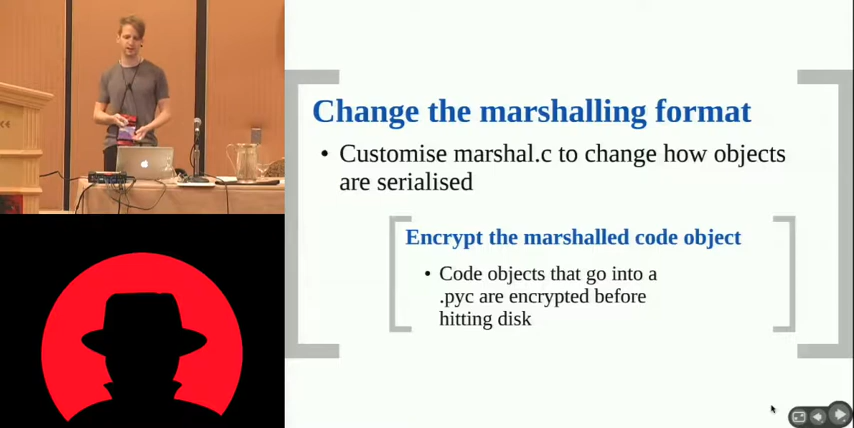 Change the marshalling format
• Customise marshal.c to change how objects
are serialised
Encrypt the marshalled code object
• Code objects that go into a
.pyc are encrypted before
hitting disk